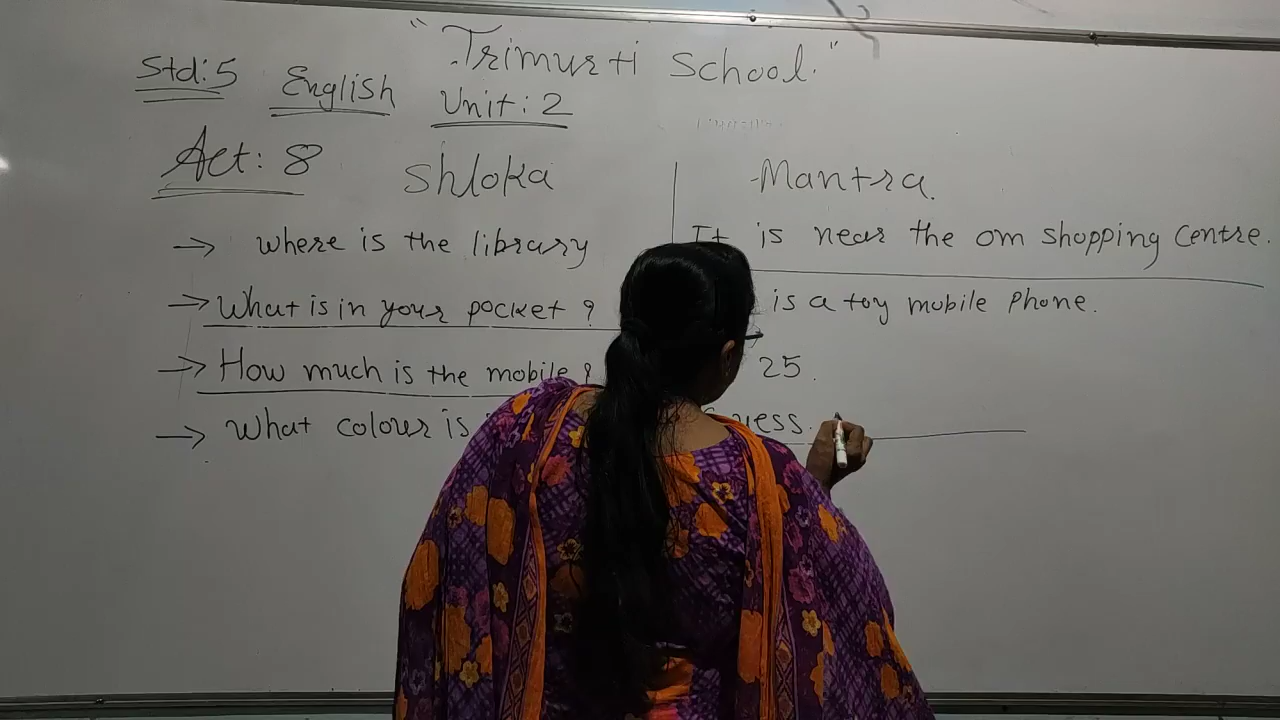 "Trimurti School."
Std: 5 English Unit: 2
Act: 8 Shloka Mantra.
→ where is the library It is near the om shopping Centre.
→ What is in your pocket ? is a toy mobile phone.
→ How much is the mobile ? 25.
→ What colour is